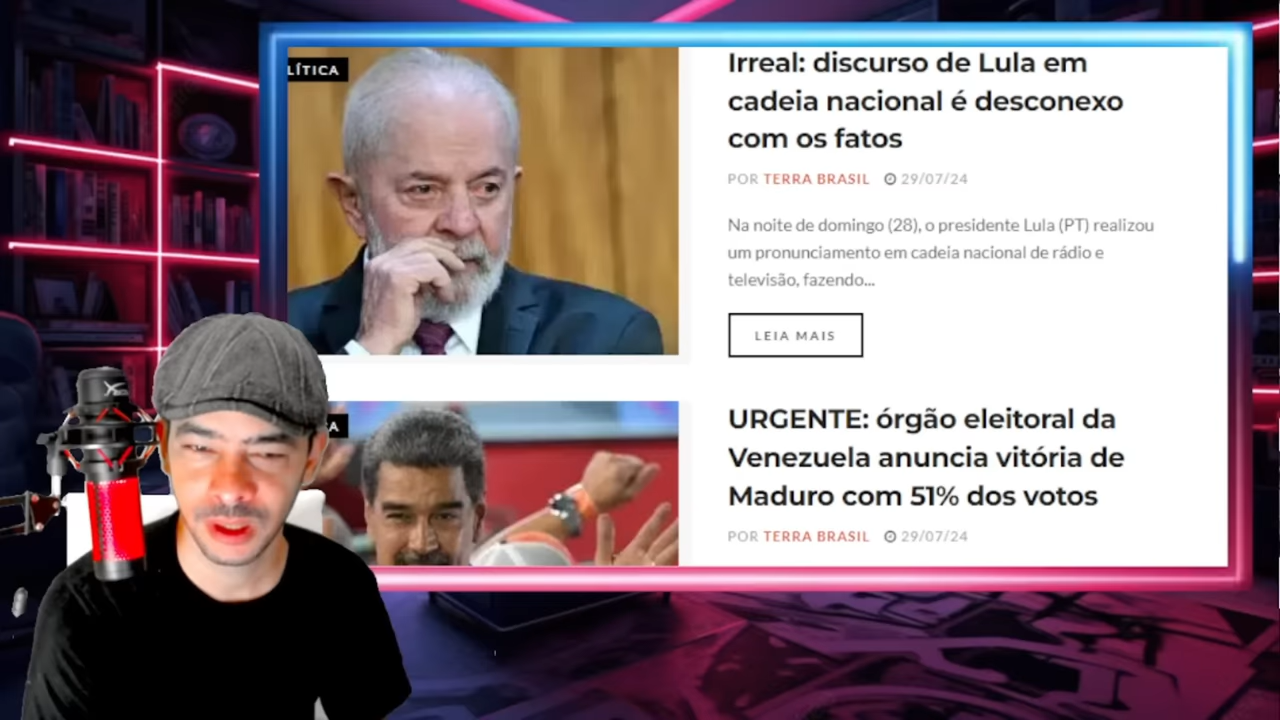 LÍTICA
Irreal: discurso de Lula em
cadeia nacional é desconexo
com os fatos
POR TERRA BRASIL 29/07/24
Na noite de domingo (28), o presidente Lula (PT) realizou
um pronunciamento em cadeia nacional de rádio e
televisão, fazendo...
LEIA MAIS
A
URGENTE: órgão eleitoral da
Venezuela anuncia vitória de
Maduro com 51% dos votos
POR TERRA BRASIL 29/07/24